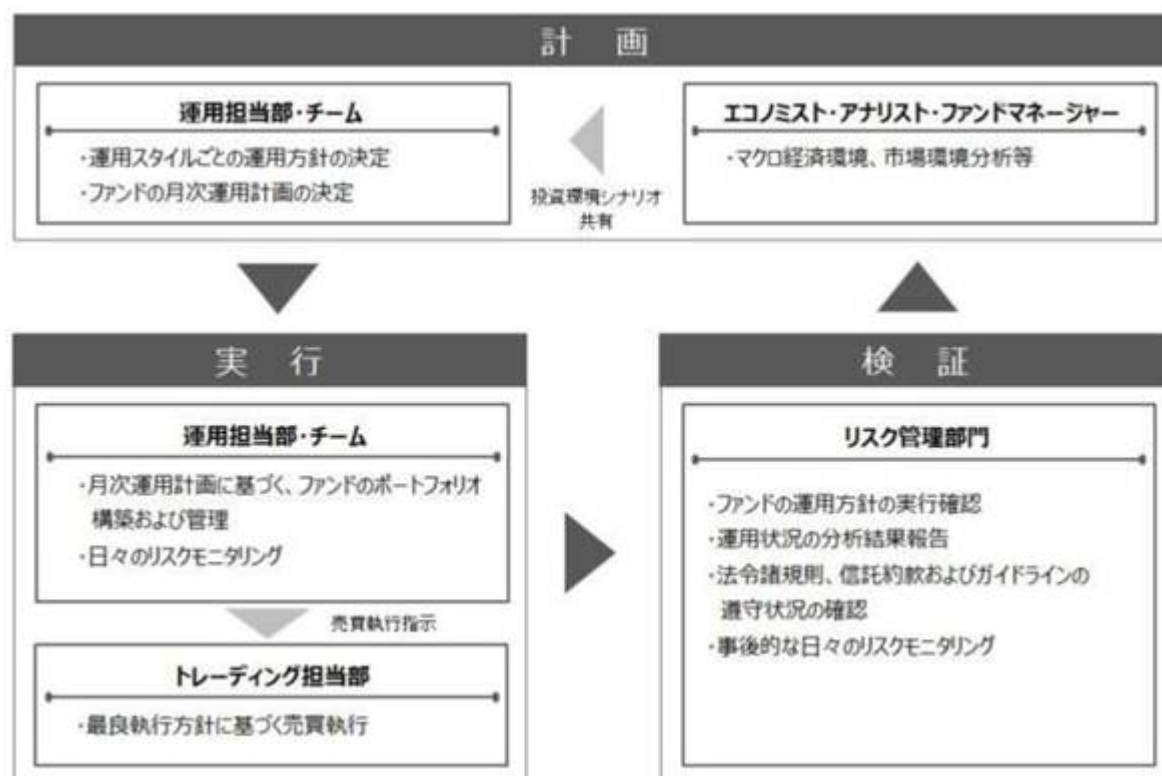 計 画
運用担当部・チーム
・運用スタイルごとの運用方針の決定
・ファンドの月次運用計画の決定
投資環境シナリオ
共有
エコノミスト・アナリスト・ファンドマネージャー
・マクロ経済環境、市場環境分析等
実 行
運用担当部・チーム
・月次運用計画に基づく、ファンドのポートフォリオ
構築および管理
・日々のリスクモニタリング
売買執行指示
トレーディング担当部
・最良執行方針に基づく売買執行
検 証
リスク管理部門
・ファンドの運用方針の実行確認
・運用状況の分析結果報告
・法令諸規則、信託約款およびガイドラインの
遵守状況の確認
・事後的な日々のリスクモニタリング